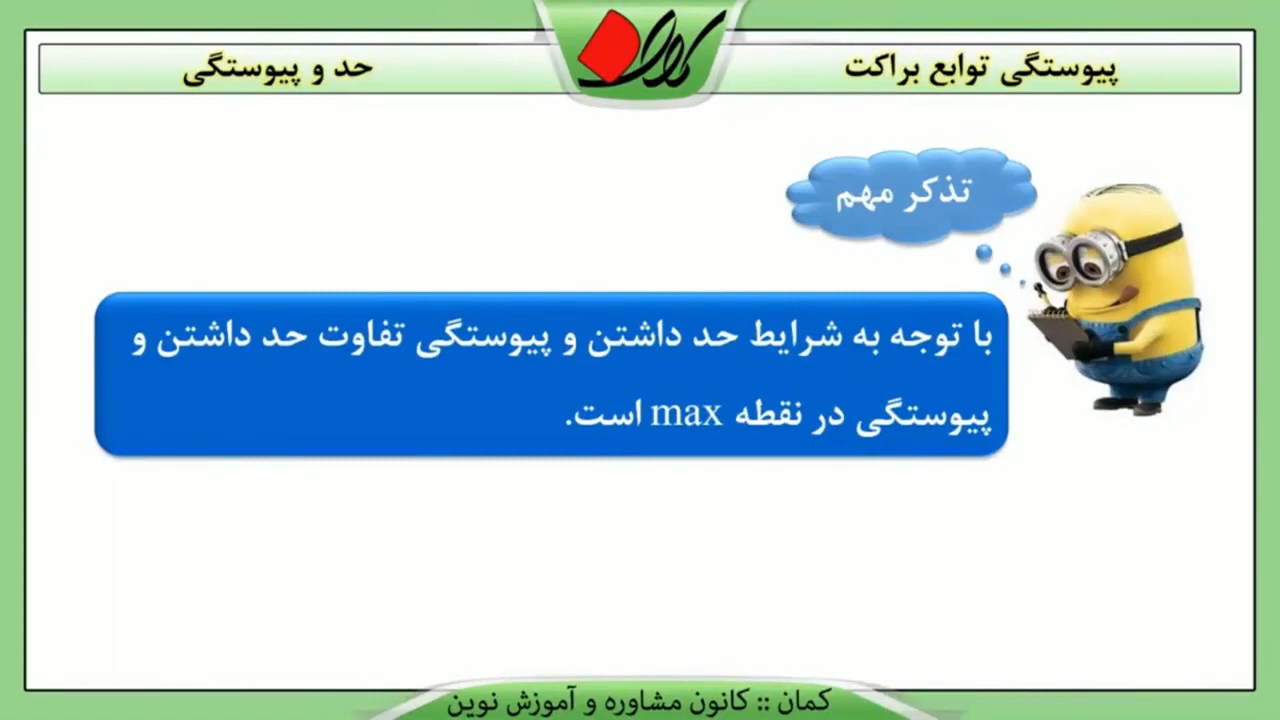 پیوستگی توابع براکت
حد و پیوستگی
کمان
تذکر مهم
با توجه به شرایط حد داشتن و پیوستگی تفاوت حد داشتن و
پیوستگی در نقطه max است.
کمان :: کانون مشاوره و آموزش نوین